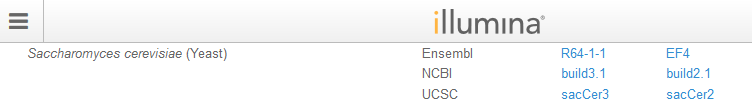 illumina®
Saccharomyces cerevisiae (Yeast) Ensembl R64-1-1 EF4
NCBI build3.1 build2.1
UCSC sacCer3 sacCer2